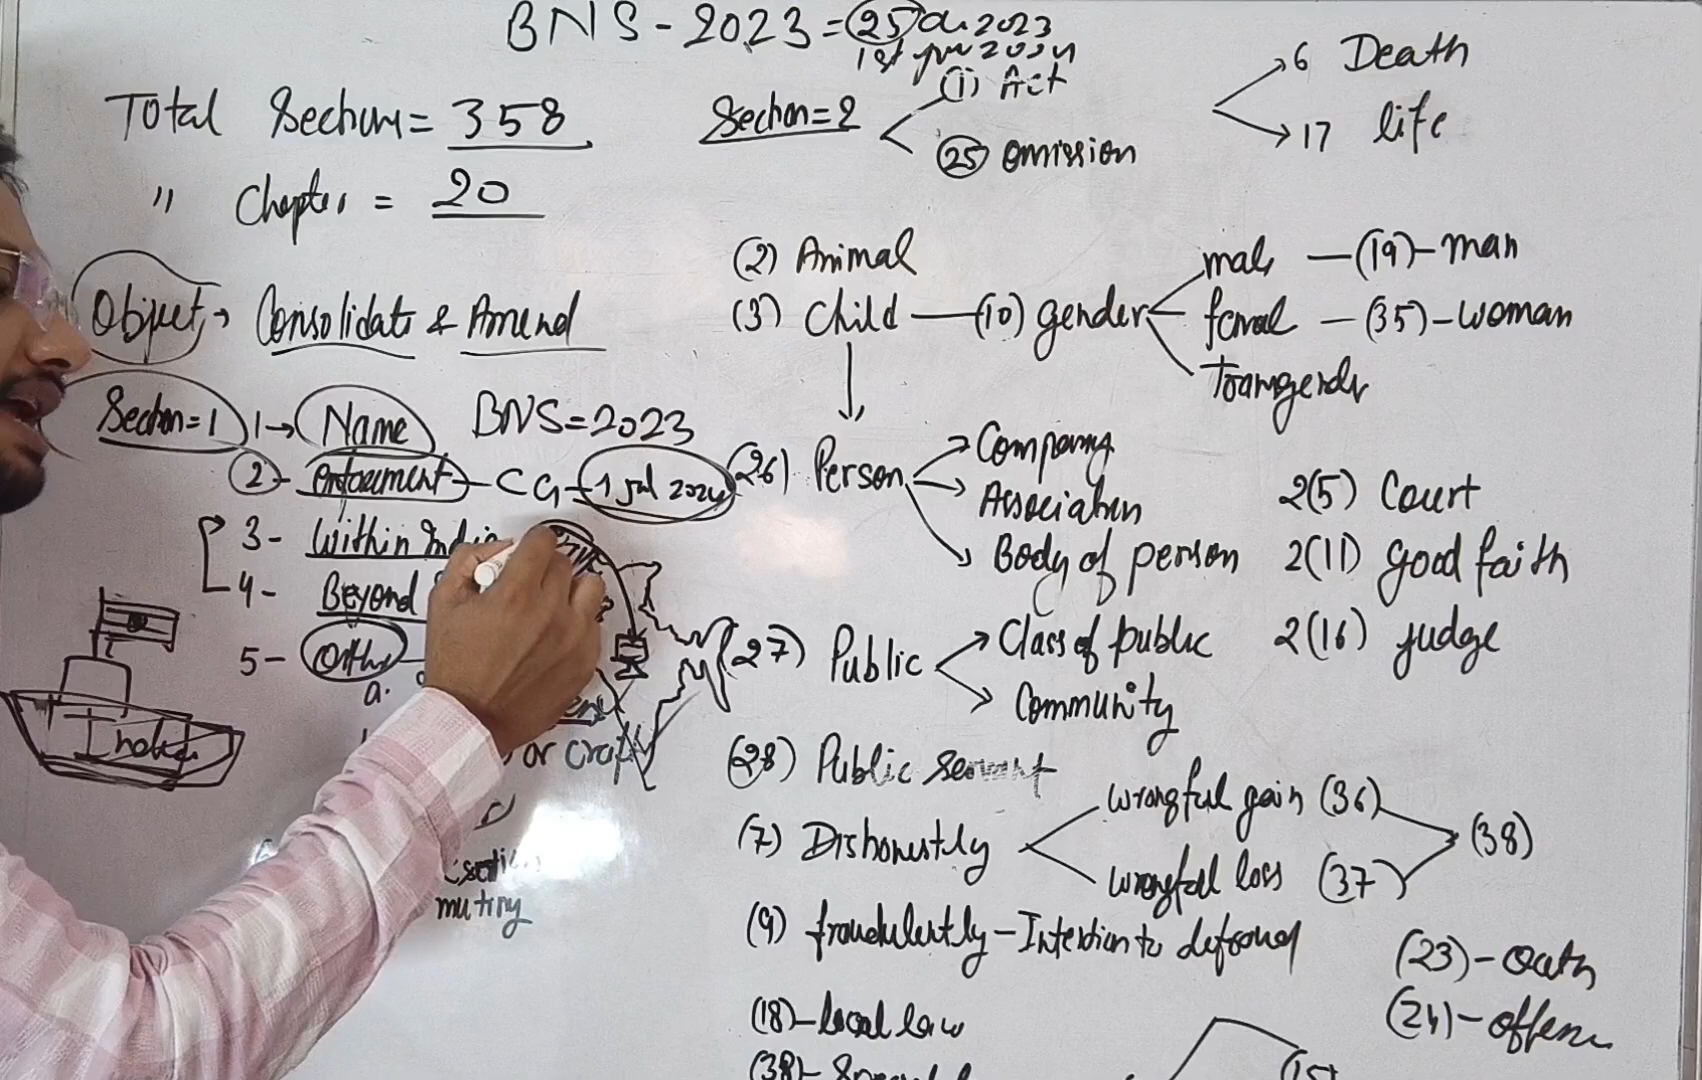 BNS - 2023 = 25 Dec 2023
1st
Total Section = 358
" Chapter = 20
Section = 2
(1) Act
(25) omission
6 Death
17 life
Object → Consolidate & Amend
(2) Animal
(3) Child — (10) gender
male — (19) - man
female — (35) - woman
Transgender
Section = 1
1 → Name BNS = 2023
2 - enforcement - CG - 1 Jul 2024
3 - Within India
4 - Beyond
5 - Other
a.
or craft
mutiny
India
(26) Person
→ Company
→ Association
→ Body of person
(27) Public
→ Class of public
→ Community
(28) Public servant
2(5) Court
2(11) good faith
2(16) judge
(7) Dishonestly
wrongful gain (36)
wrongful loss (37)
(38)
(9) fraudulently - Intention to defraud
(18) - local law
(23) - oath
(24) - offence